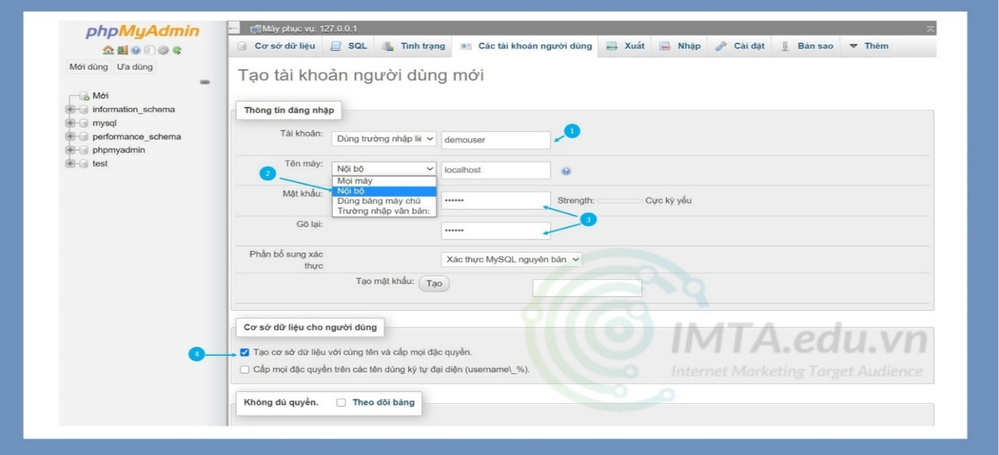 phpMyAdmin
Máy phục vụ: 127.0.0.1
Cơ sở dữ liệu SQL Tình trạng Các tài khoản người dùng Xuất Nhập Cài đặt Bản sao Thêm
Mới dùng Ưa dùng
Mới
information_schema
mysql
performance_schema
phpmyadmin
test
Tạo tài khoản người dùng mới
Thông tin đăng nhập
Tài khoản: Dùng trường nhập liệ demouser
1
Tên máy: Nội bộ localhost
2
Mọi máy
Nội bộ
Dùng bảng máy chủ
Trường nhập văn bản:
Mật khẩu: •••••• Strength: Cực kỳ yếu
3
Gõ lại: ••••••
Phần bổ sung xác
thực
Xác thực MySQL nguyên bản
Tạo mật khẩu: Tạo
Cơ sở dữ liệu cho người dùng
4
Tạo cơ sở dữ liệu với cùng tên và cấp mọi đặc quyền.
Cấp mọi đặc quyền trên các tên dùng ký tự đại diện (username\_%).
IMTA.edu.vn
Internet Marketing Target Audience
Không đủ quyền. Theo dõi bảng